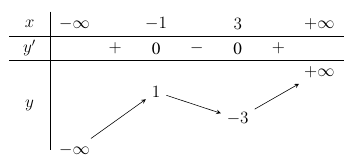 x −∞ −1 3 +∞
y′ + 0 − 0 +
+∞
1
y
−3
−∞